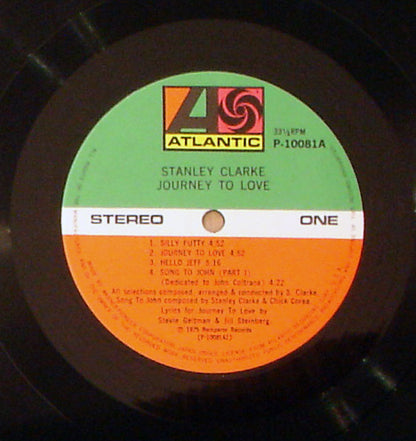 ATLANTIC
33⅓RPM
P-10081A
STANLEY CLARKE
JOURNEY TO LOVE
STEREO
ONE
1. SILLY PUTTY 4:52
2. JOURNEY TO LOVE 4:52
3. HELLO JEFF 5:16
4. SONG TO JOHN (PART I)
(Dedicated to John Coltrane) 4:22
All selections composed, arranged & conducted by S. Clarke.
Song To John composed by Stanley Clarke & Chick Corea
Lyrics for Journey To Love by
Stevie Geltman & Jill Steinberg.
℗ 1975 Nemperor Records
(P-10081A1)